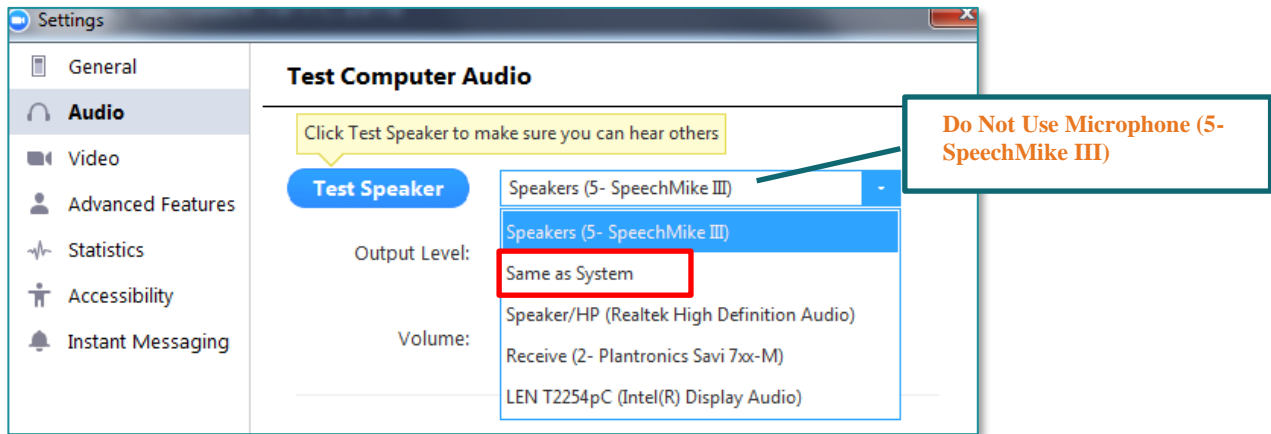 Settings
General
Audio
Video
Advanced Features
Statistics
Accessibility
Instant Messaging
Test Computer Audio
Click Test Speaker to make sure you can hear others
Test Speaker
Speakers (5- SpeechMike III)
Speakers (5- SpeechMike III)
Output Level:
Same as System
Speaker/HP (Realtek High Definition Audio)
Volume:
Receive (2- Plantronics Savi 7xx-M)
LEN T2254pC (Intel(R) Display Audio)
Do Not Use Microphone (5-
SpeechMike III)